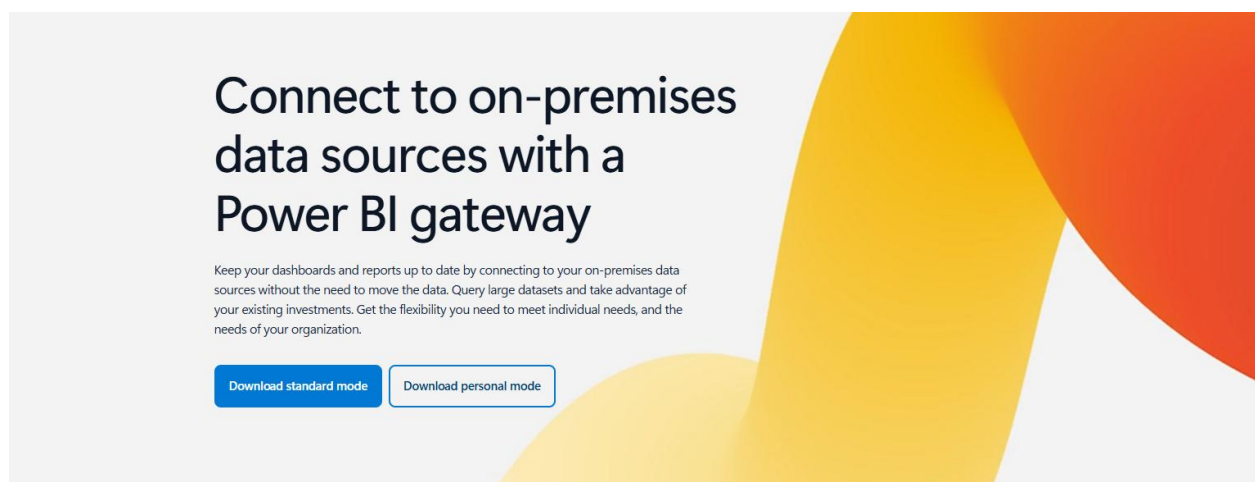 Connect to on-premises
data sources with a
Power BI gateway
Keep your dashboards and reports up to date by connecting to your on-premises data
sources without the need to move the data. Query large datasets and take advantage of
your existing investments. Get the flexibility you need to meet individual needs, and the
needs of your organization.
Download standard mode
Download personal mode